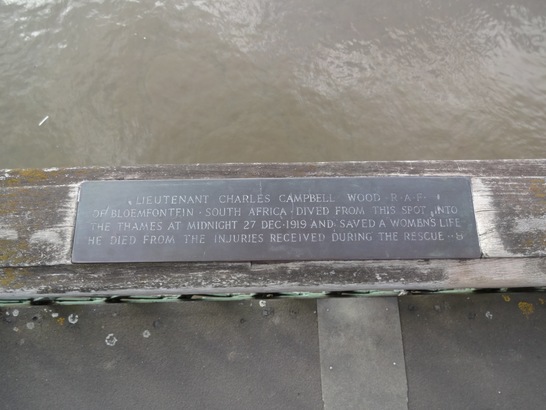 LIEUTENANT CHARLES CAMPBELL WOOD R·A·F·
OF BLOEMFONTEIN · SOUTH AFRICA · DIVED FROM THIS SPOT INTO
THE THAMES AT MIDNIGHT 27 DEC·1919 AND SAVED A WOMENS LIFE
HE DIED FROM THE INJURIES RECEIVED DURING THE RESCUE